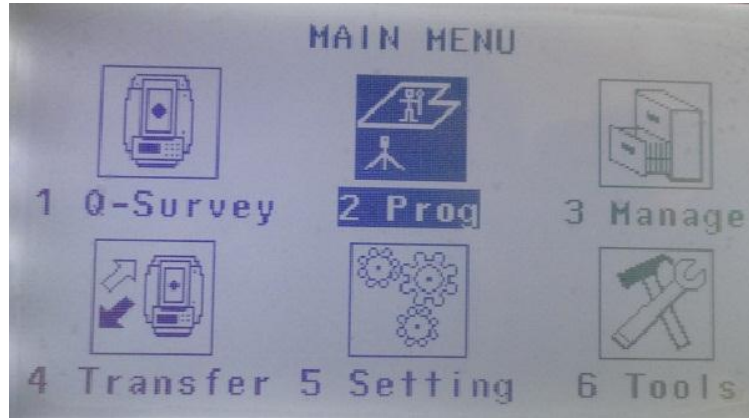 MAIN MENU
1 Q-Survey 2 Prog 3 Manage
4 Transfer 5 Setting 6 Tools